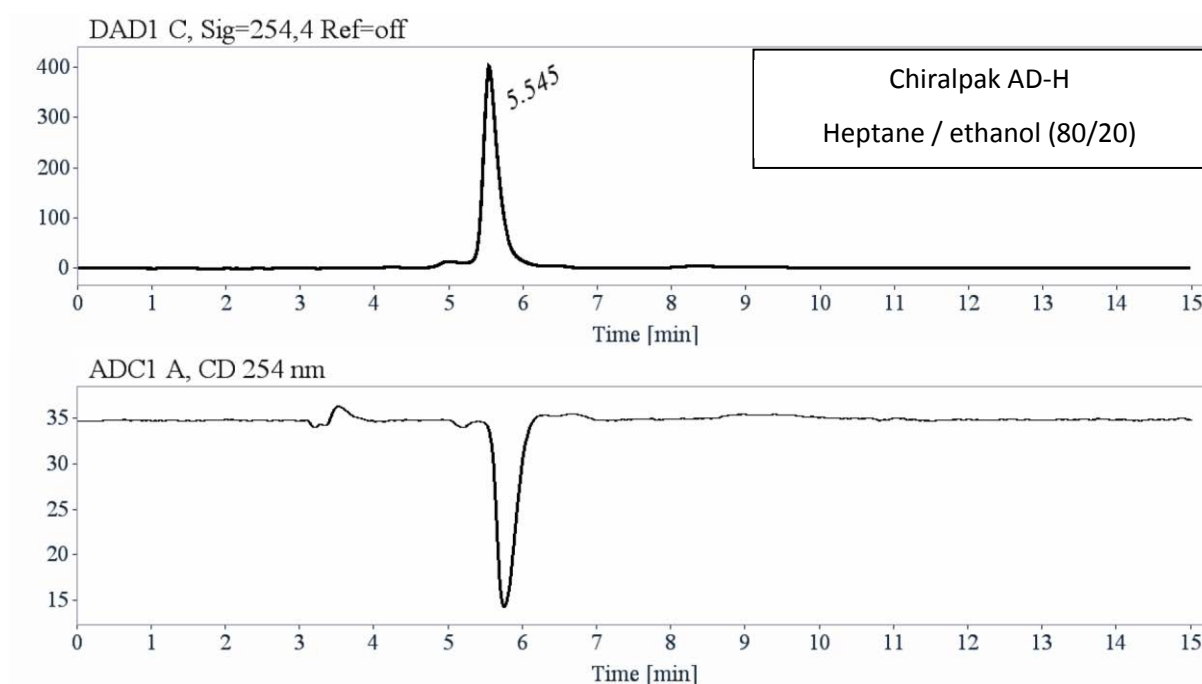 DAD1 C, Sig=254,4 Ref=off
Chiralpak AD-H
Heptane / ethanol (80/20)
5.545
400
300
200
100
0
0 1 2 3 4 5 6 7 8 9 10 11 12 13 14 15
Time [min]
ADC1 A, CD 254 nm
35
30
25
20
15
0 1 2 3 4 5 6 7 8 9 10 11 12 13 14 15
Time [min]